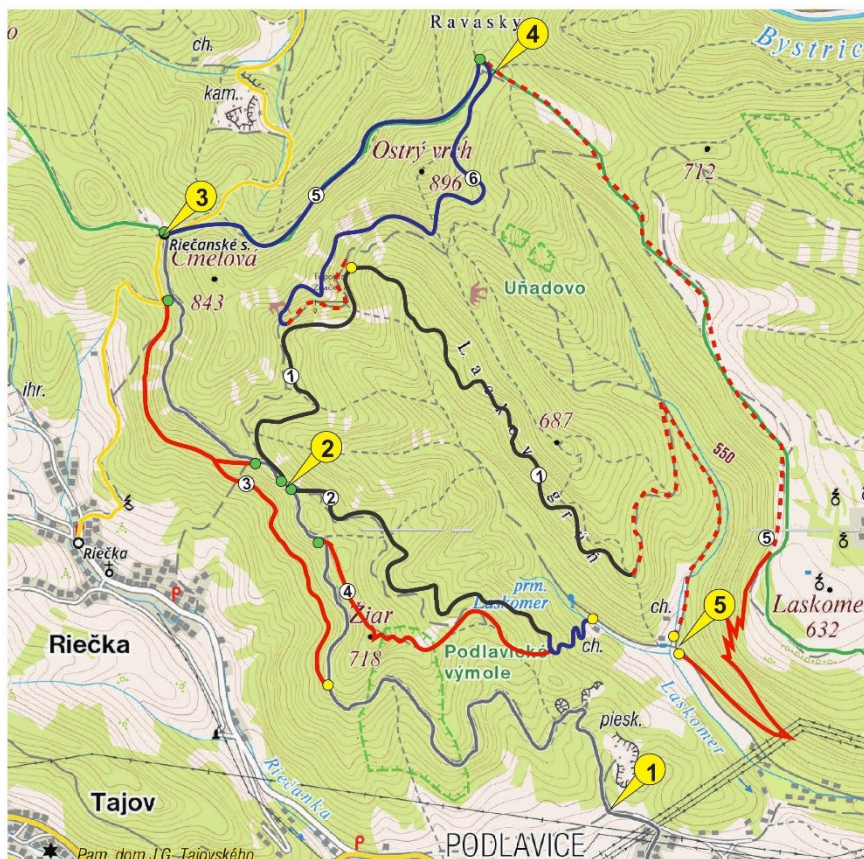 Ravasky
4
Bystric
ch.
kam.
Ostrý vrch
896
712
5
6
3
Riečanské s.
Čmelová
843
Uňadovo
1
Laskový grúň
ihr.
687
550
2
3
2
1
5
Riečka
Riečka
prm.
Laskomer
ch.
Laskomer
632
4
Žiar
718
Podlavické
výmole
ch.
5
piesk.
Laskomer
1
Riečanka
Tajov
PODLAVICE
Pam. dom J.G. Tajovského